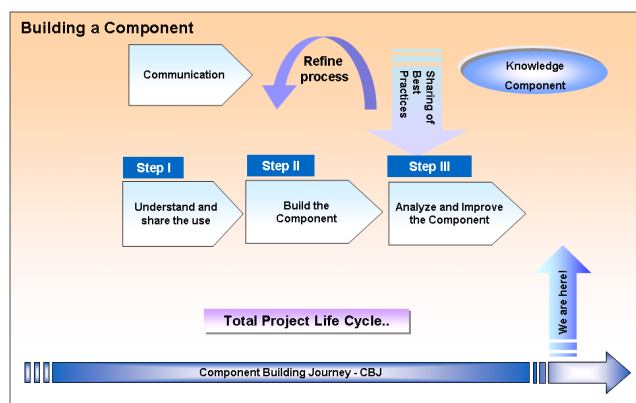 Building a Component
Communication
Refine
process
Sharing of
Best
Practices
Knowledge
Component
Step I
Step II
Step III
Understand and
share the use
Build the
Component
Analyze and Improve
the Component
We are here!
Total Project Life Cycle..
Component Building Journey - CBJ